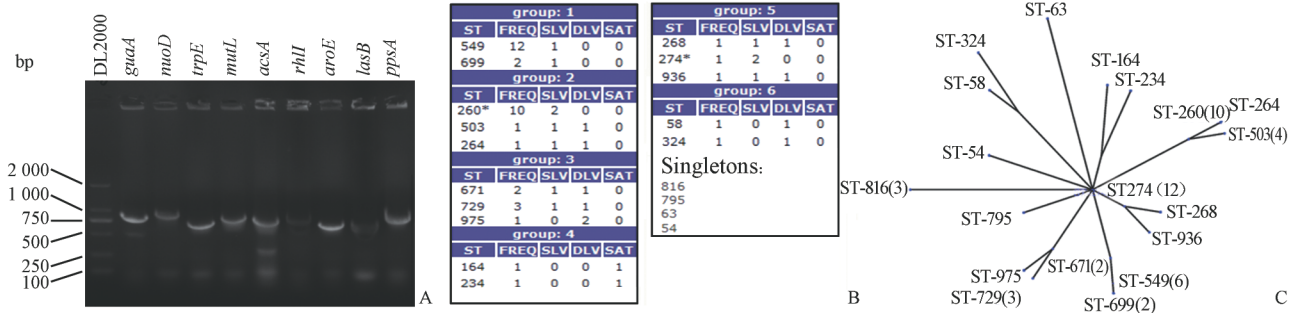 bp
DL2000 guaA nuoD trpE mutL acsA rhlI aroE lasB ppsA
2 000
1 000
750
500
250
100
A
group: 1
ST FREQ SLV DLV SAT
549 12 1 0 0
699 2 1 0 0
group: 2
ST FREQ SLV DLV SAT
260* 10 2 0 0
503 1 1 1 0
264 1 1 1 0
group: 3
ST FREQ SLV DLV SAT
671 2 1 1 0
729 3 1 1 0
975 1 0 2 0
group: 4
ST FREQ SLV DLV SAT
164 1 0 0 1
234 1 0 0 1
group: 5
ST FREQ SLV DLV SAT
268 1 1 1 0
274* 1 2 0 0
936 1 1 1 0
group: 6
ST FREQ SLV DLV SAT
58 1 0 1 0
324 1 0 1 0
Singletons:
816
795
63
54
B
ST-63
ST-324
ST-164
ST-58
ST-234
ST-260(10)
ST-264
ST-503(4)
ST-54
ST-816(3)
ST274（12）
ST-795
ST-268
ST-936
ST-671(2)
ST-975
ST-549(6)
ST-729(3)
ST-699(2)
C